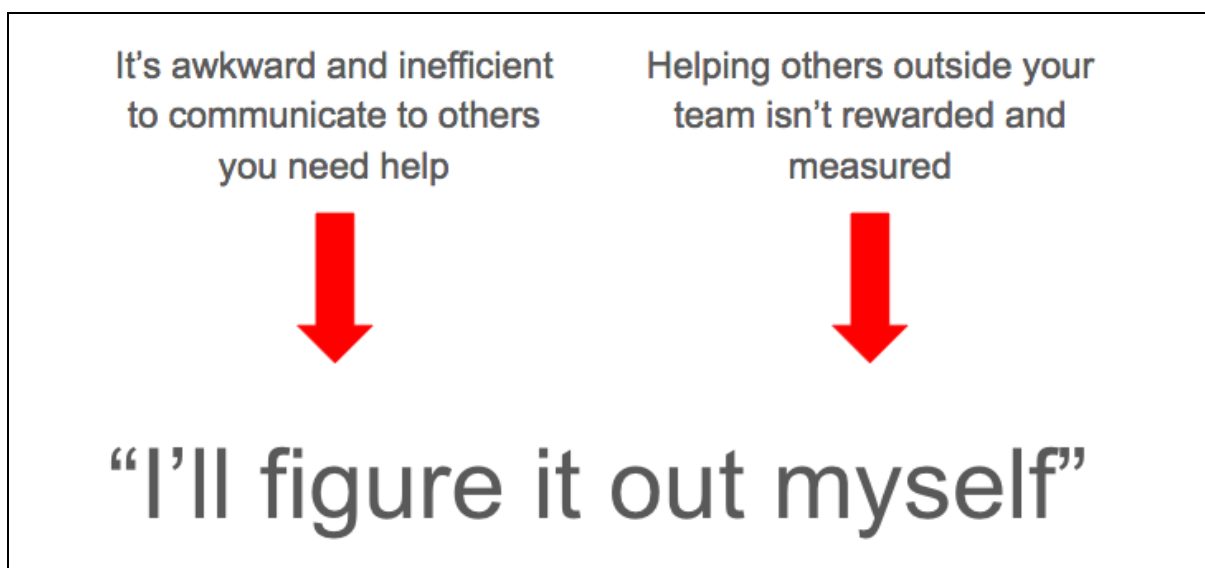 It’s awkward and inefficient
to communicate to others
you need help
Helping others outside your
team isn’t rewarded and
measured
“I’ll figure it out myself”